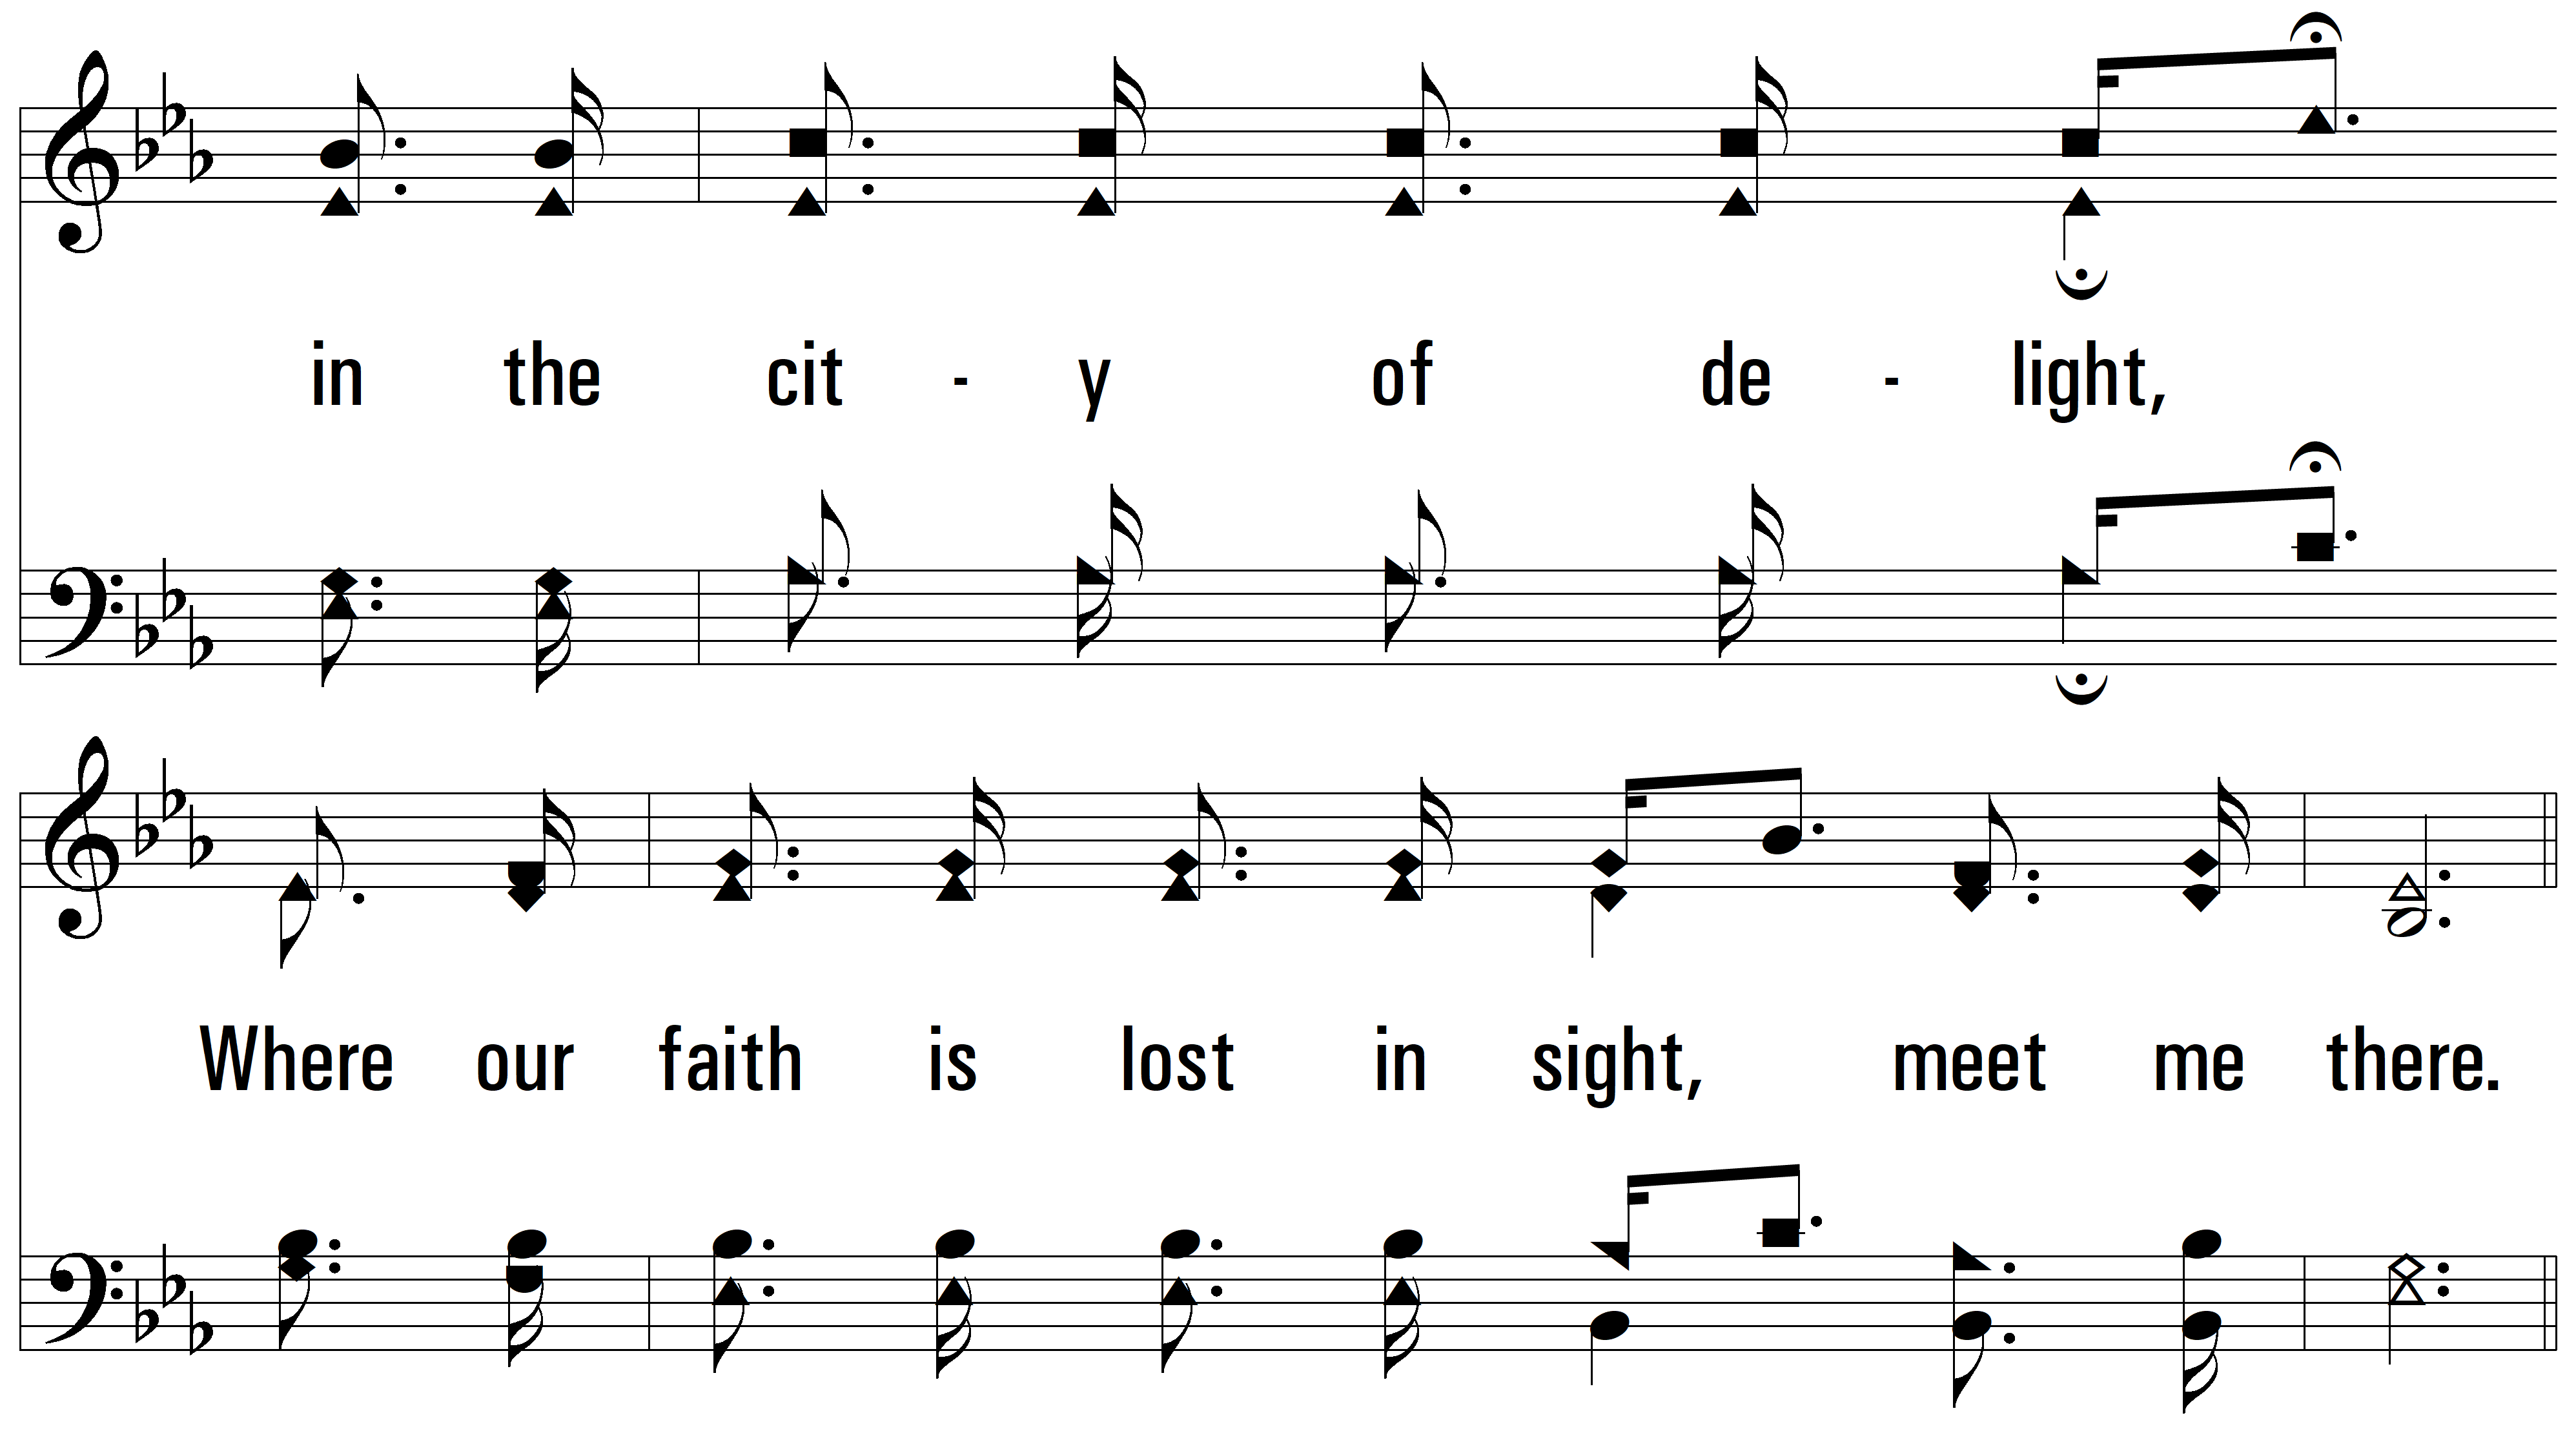 in the cit - y of de - light,
Where our faith is lost in sight, meet me there.